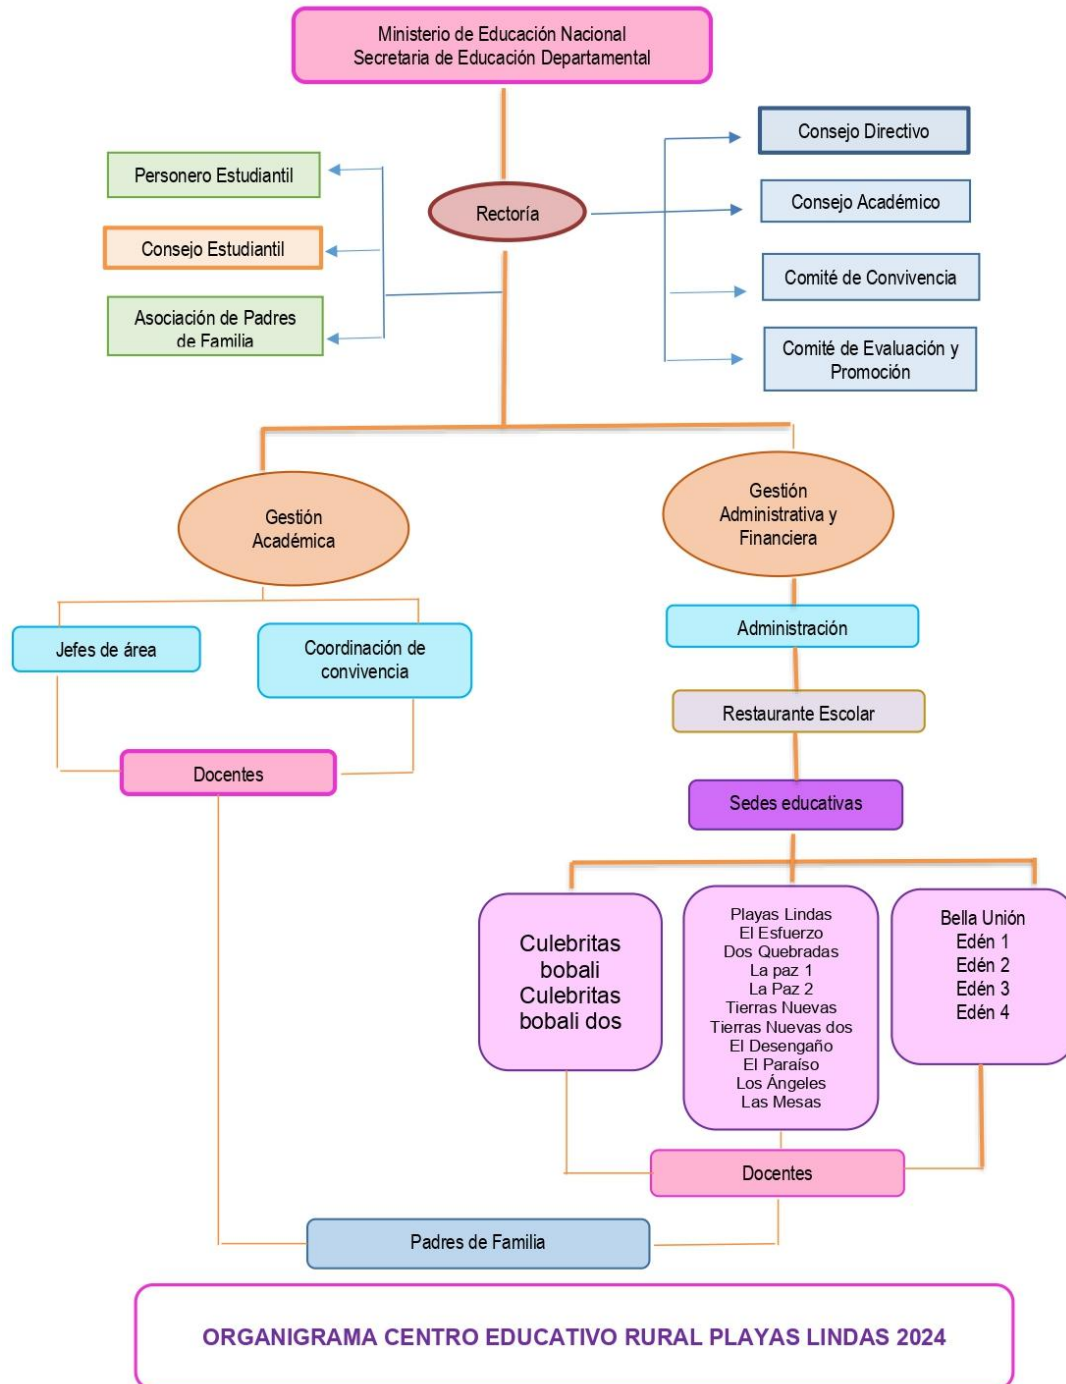 Ministerio de Educación Nacional
Secretaria de Educación Departamental
Consejo Directivo
Personero Estudiantil
Rectoría
Consejo Académico
Consejo Estudiantil
Comité de Convivencia
Asociación de Padres
de Familia
Comité de Evaluación y
Promoción
Gestión
Académica
Gestión
Administrativa y
Financiera
Jefes de área
Coordinación de
convivencia
Administración
Restaurante Escolar
Docentes
Sedes educativas
Culebritas
bobali
Culebritas
bobali dos
Playas Lindas
El Esfuerzo
Dos Quebradas
La paz 1
La Paz 2
Tierras Nuevas
Tierras Nuevas dos
El Desengaño
El Paraíso
Los Ángeles
Las Mesas
Bella Unión
Edén 1
Edén 2
Edén 3
Edén 4
Docentes
Padres de Familia
ORGANIGRAMA CENTRO EDUCATIVO RURAL PLAYAS LINDAS 2024